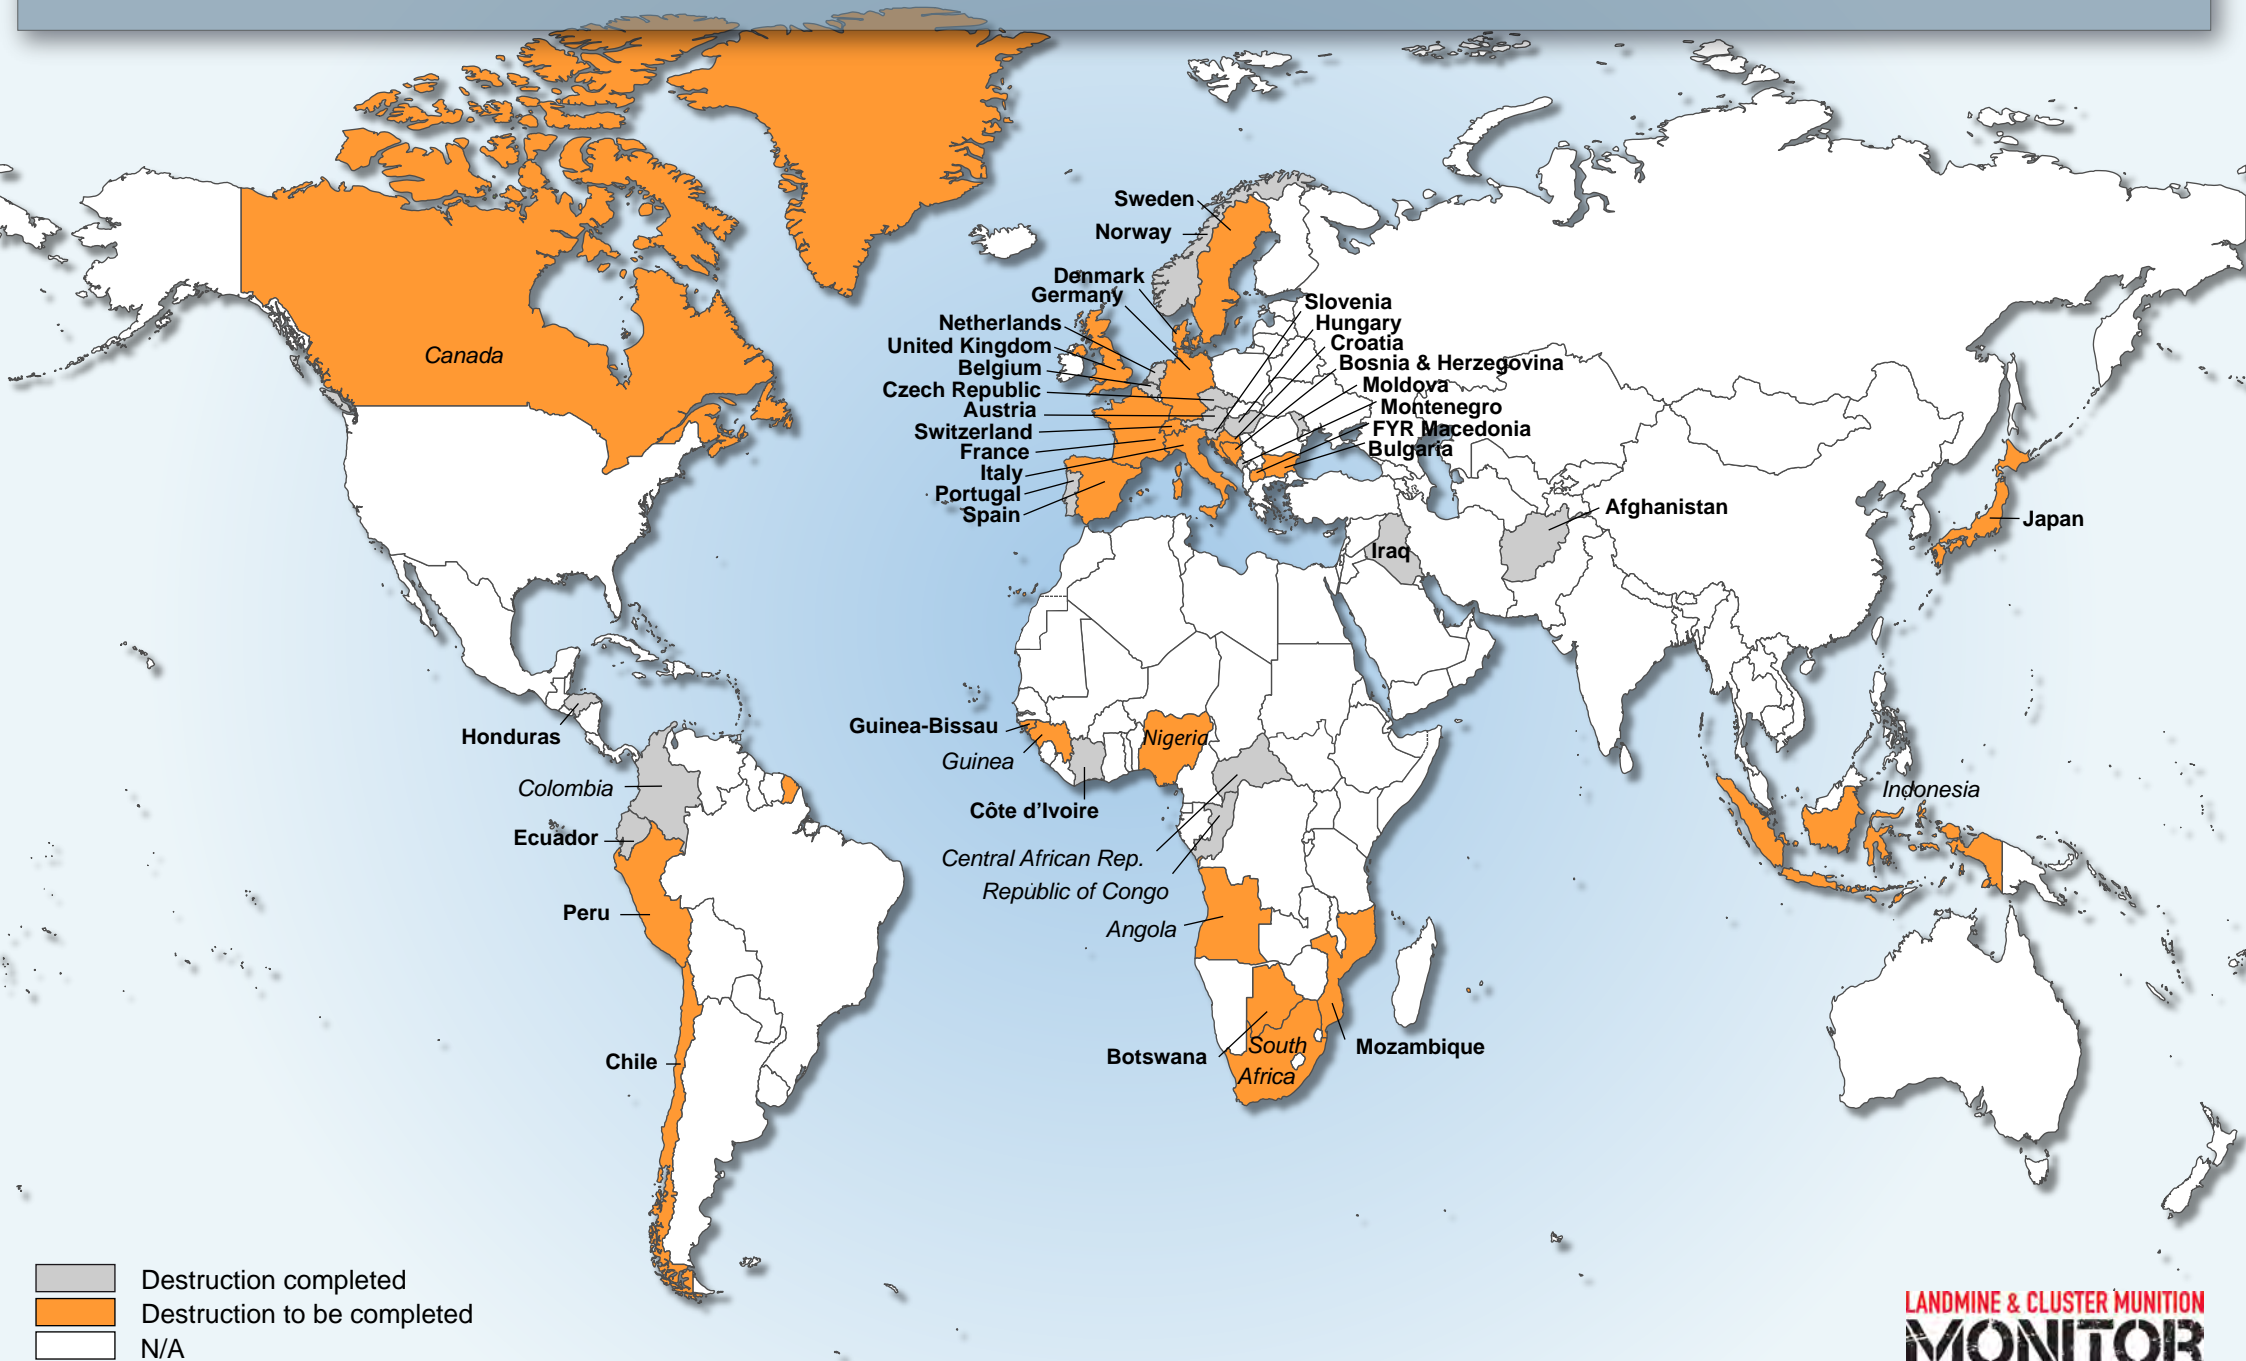 Sweden
Norway
Denmark
Germany
Netherlands
United Kingdom
Belgium
Czech Republic
Austria
Switzerland
France
Italy
Portugal
Spain
Slovenia
Hungary
Croatia
Bosnia & Herzegovina
Moldova
Montenegro
FYR Macedonia
Bulgaria
Canada
Afghanistan
Iraq
Japan
Honduras
Colombia
Ecuador
Peru
Chile
Guinea-Bissau
Guinea
Nigeria
Côte d'Ivoire
Central African Rep.
Republic of Congo
Angola
Botswana
South
Africa
Mozambique
Indonesia
Destruction completed
Destruction to be completed
N/A
LANDMINE & CLUSTER MUNITION
MONITOR